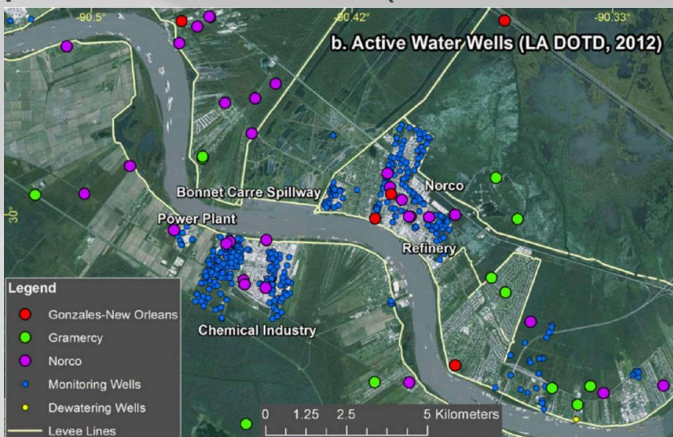 -90.5°
-90.42°
-90.33°
b. Active Water Wells (LA DOTD, 2012)
Bonnet Carre Spillway
Norco
30°
Power Plant
Refinery
Legend
Gonzales-New Orleans
Gramercy
Norco
Monitoring Wells
Dewatering Wells
Levee Lines
Chemical Industry
0 1.25 2.5 5 Kilometers